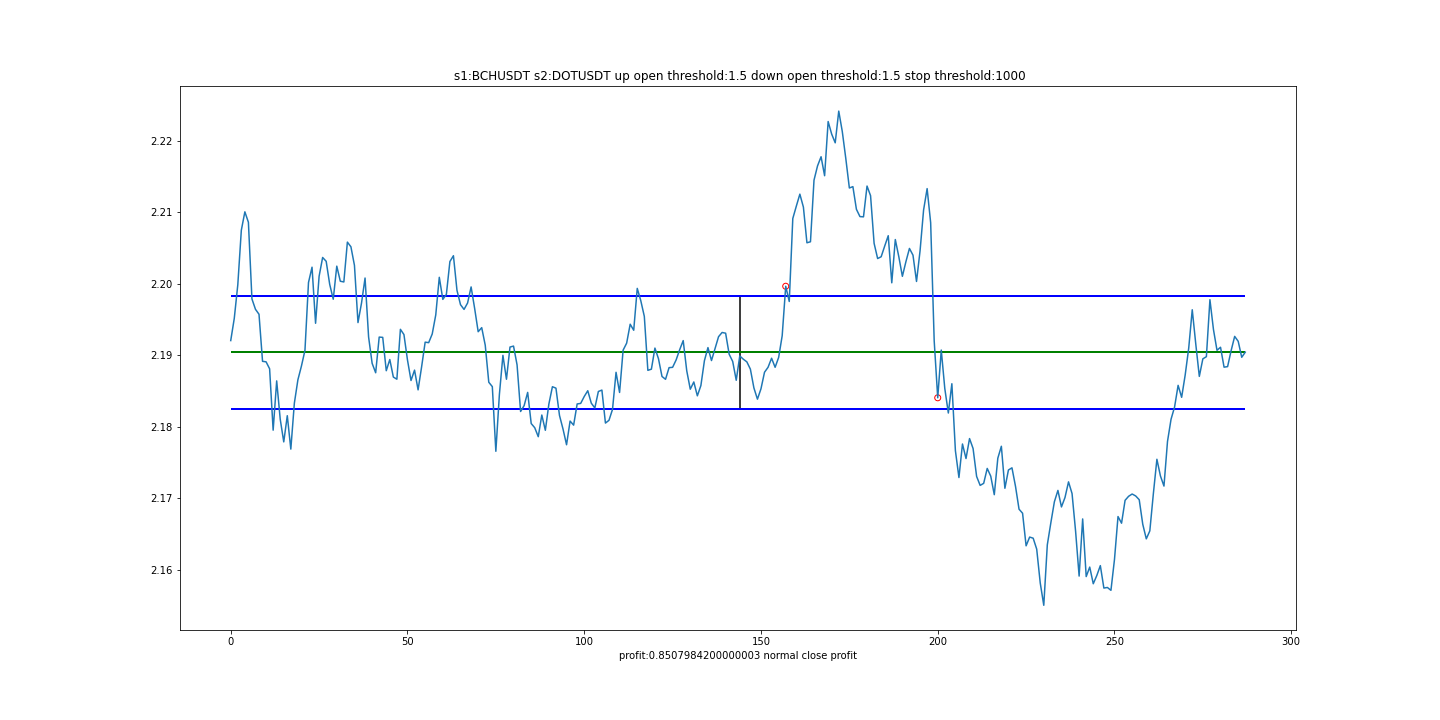 s1:BCHUSDT s2:DOTUSDT up open threshold:1.5 down open threshold:1.5 stop threshold:1000
2.22
2.21
2.20
2.19
2.18
2.17
2.16
0 50 100 150 200 250 300
profit:0.8507984200000003 normal close profit